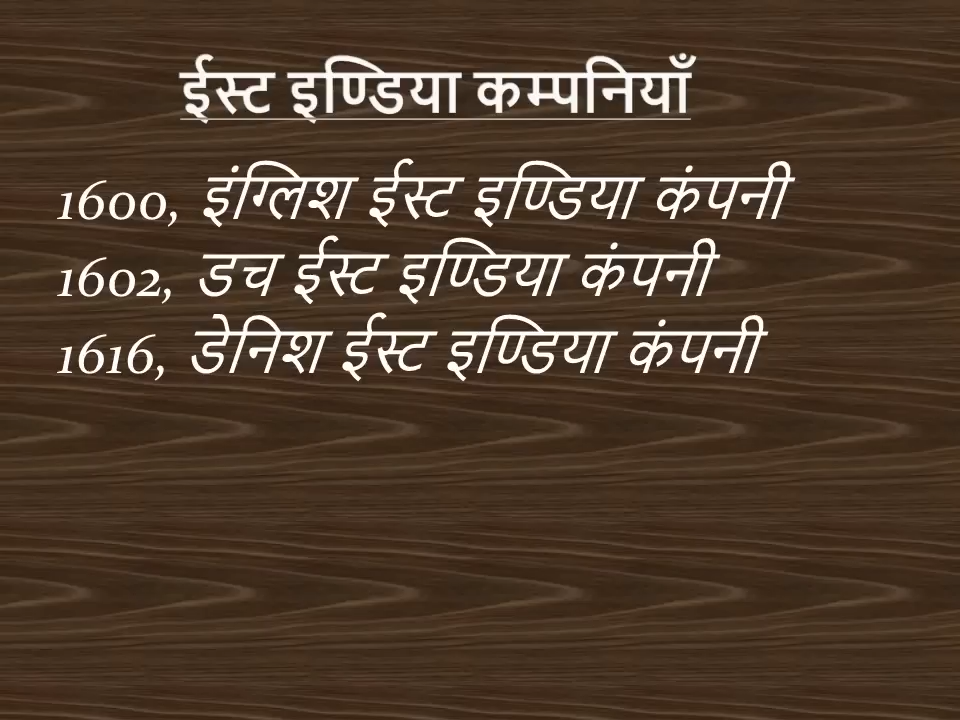 ईस्ट इण्डिया कम्पनियाँ
1600, इंग्लिश ईस्ट इण्डिया कंपनी
1602, डच ईस्ट इण्डिया कंपनी
1616, डेनिश ईस्ट इण्डिया कंपनी